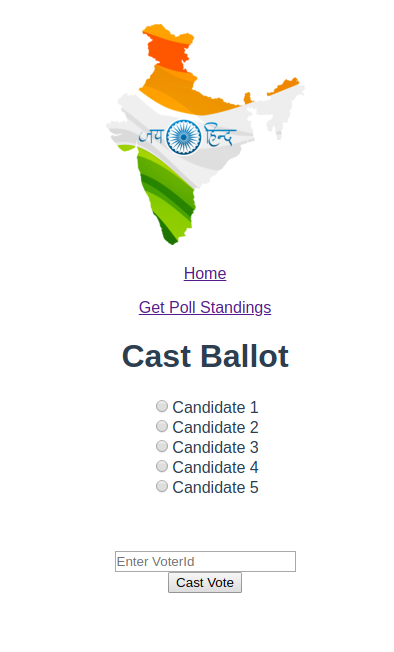 जय हिन्द
Home
Get Poll Standings
Cast Ballot
Candidate 1
Candidate 2
Candidate 3
Candidate 4
Candidate 5
Enter VoterId
Cast Vote